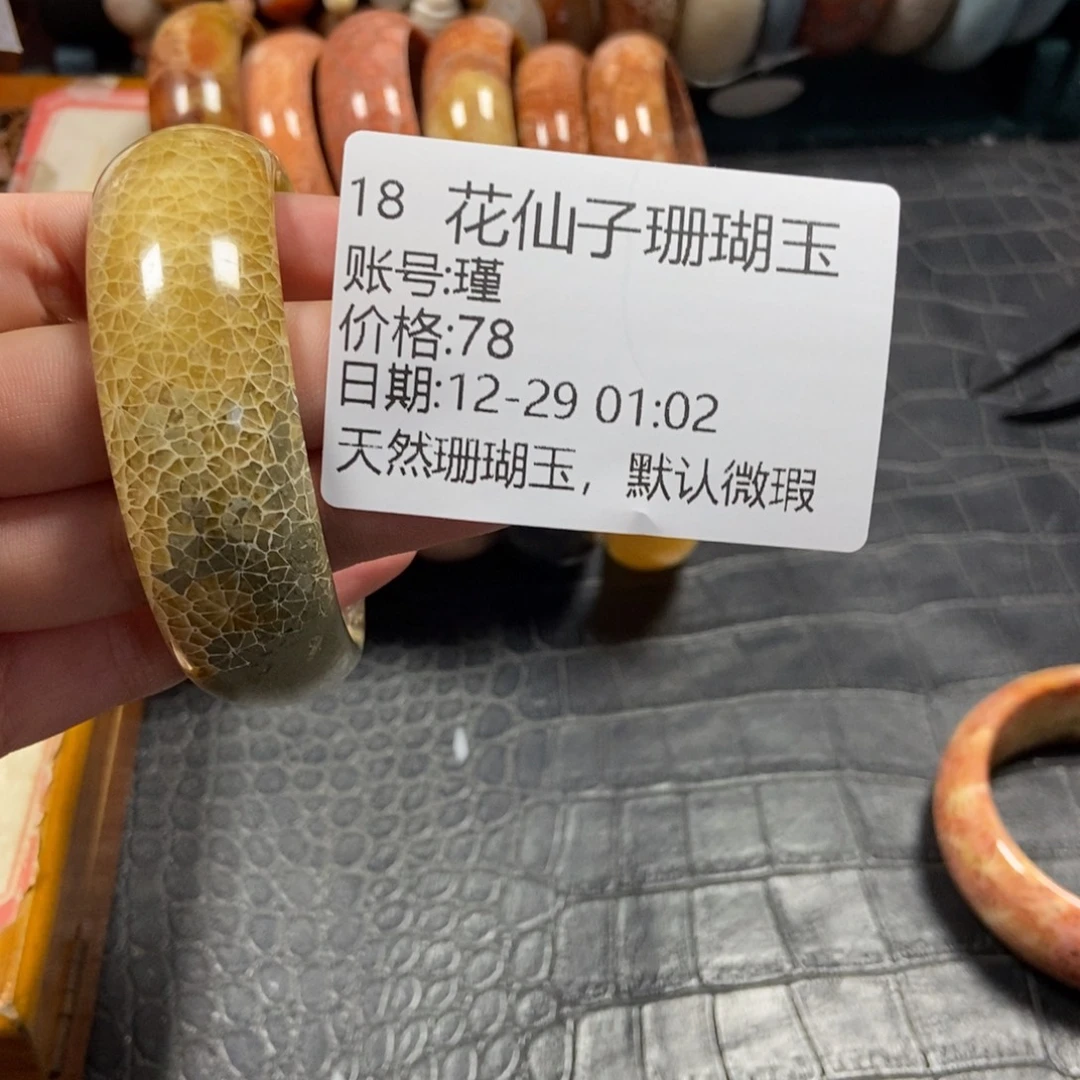 18 花仙子珊瑚玉
账号:瑾
价格:78
日期:12-29 01:02
天然珊瑚玉，默认微瑕